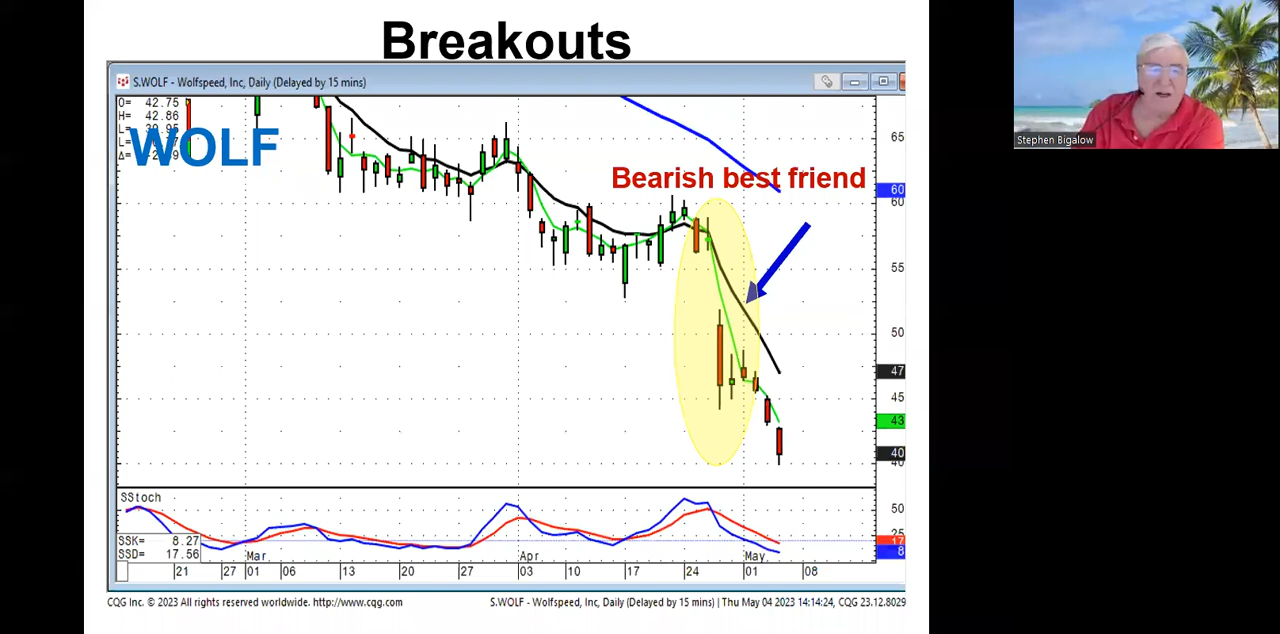 Breakouts
S.WOLF - Wolfspeed, Inc, Daily (Delayed by 15 mins)
O= 42.75
H= 42.86
WOLF
Bearish best friend
65
60
60
55
50
47
45
43
40
40
SStoch
SSK= 8.27
SSD= 17.56
50
25
17
8
Mar Apr May
21 27 01 06 13 20 27 03 10 17 24 01 08
CQG Inc. © 2023 All rights reserved worldwide. http://www.cqg.com
S.WOLF - Wolfspeed, Inc, Daily (Delayed by 15 mins) | Thu May 04 2023 14:14:24, CQG 23.12.8029
Stephen Bigalow